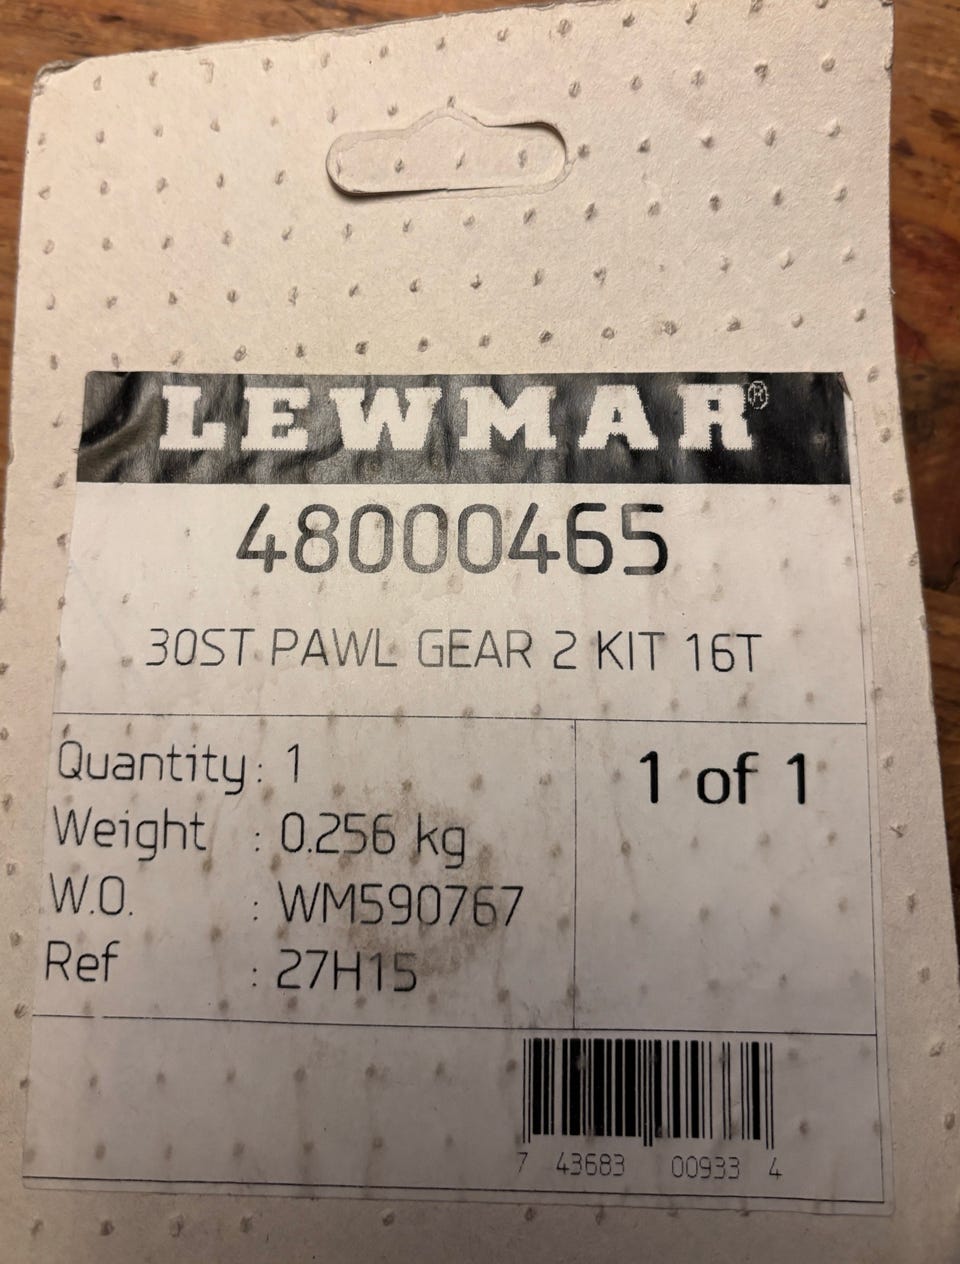 LEWMAR®
48000465
30ST PAWL GEAR 2 KIT 16T
Quantity : 1
Weight : 0.256 kg
W.O. : WM590767
Ref : 27H15
1 of 1
7 43683 00933 4